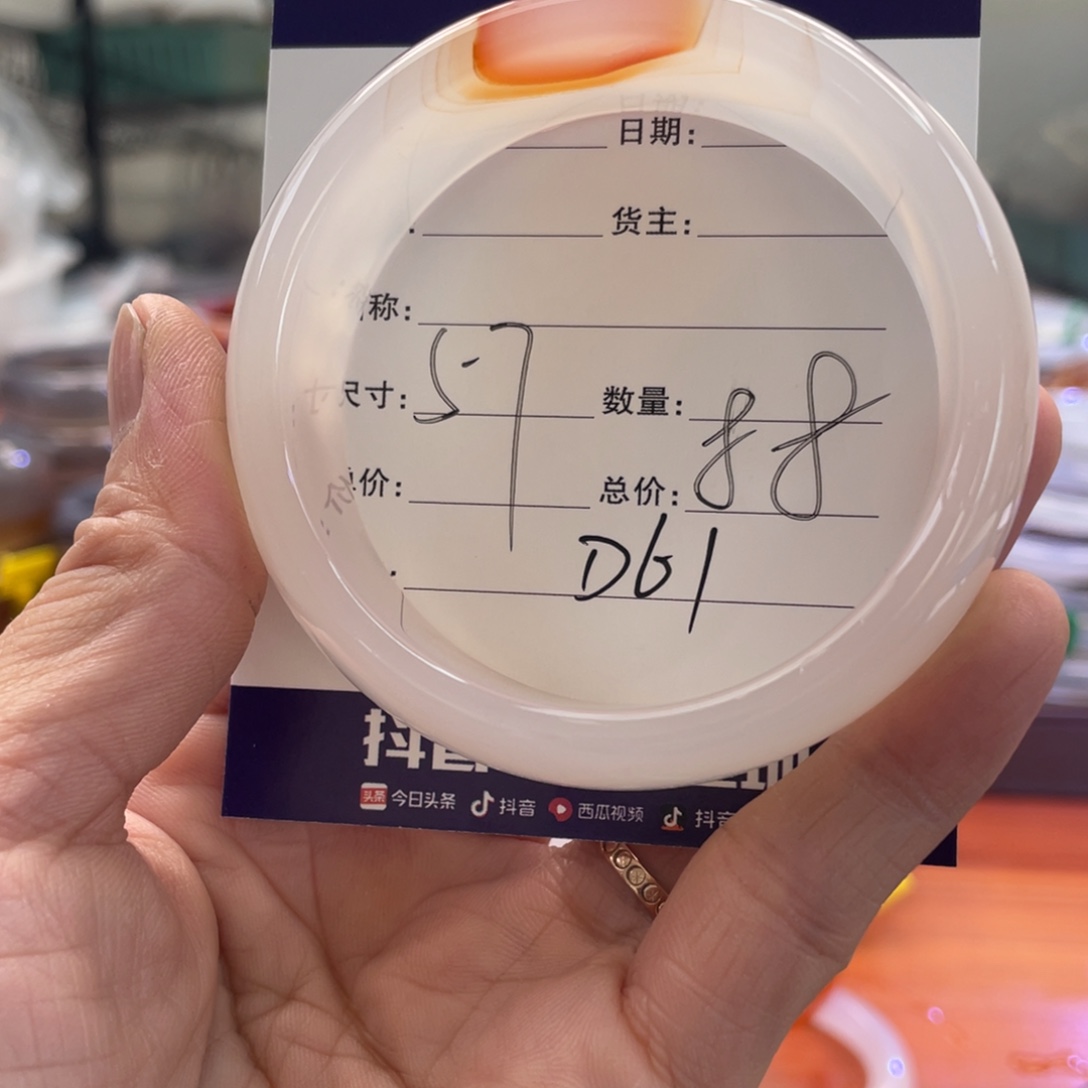 日期:
货主:
称:
尺寸: 57 数量: 88
价: 总价:
D61
抖音
今日头条 抖音 西瓜视频 抖音